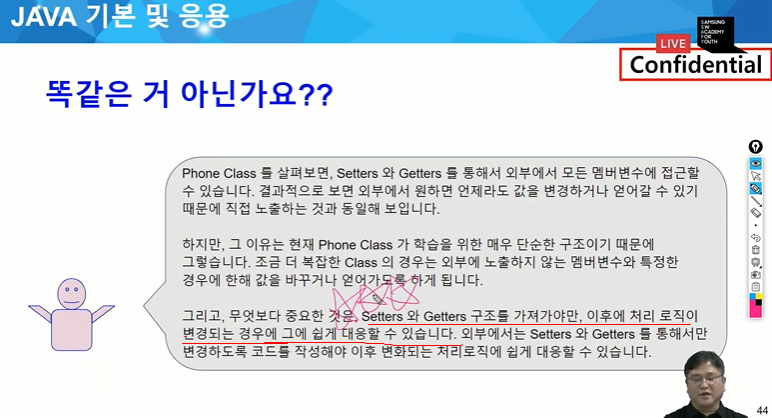 JAVA 기본 및 응용
LIVE
SAMSUNG
SW
ACADEMY
FOR
YOUTH
Confidential
똑같은 거 아닌가요??
Phone Class 를 살펴보면, Setters 와 Getters 를 통해서 외부에서 모든 멤버변수에 접근할
수 있습니다. 결과적으로 보면 외부에서 원하면 언제라도 값을 변경하거나 얻어갈 수 있기
때문에 직접 노출하는 것과 동일해 보입니다.
하지만, 그 이유는 현재 Phone Class 가 학습을 위한 매우 단순한 구조이기 때문에
그렇습니다. 조금 더 복잡한 Class 의 경우는 외부에 노출하지 않는 멤버변수와 특정한
경우에 한해 값을 바꾸거나 얻어가도록 하게 됩니다.
그리고, 무엇보다 중요한 것은, Setters 와 Getters 구조를 가져가야만, 이후에 처리 로직이
변경되는 경우에 그에 쉽게 대응할 수 있습니다. 외부에서는 Setters 와 Getters 를 통해서만
변경하도록 코드를 작성해야 이후 변화되는 처리로직에 쉽게 대응할 수 있습니다.
44